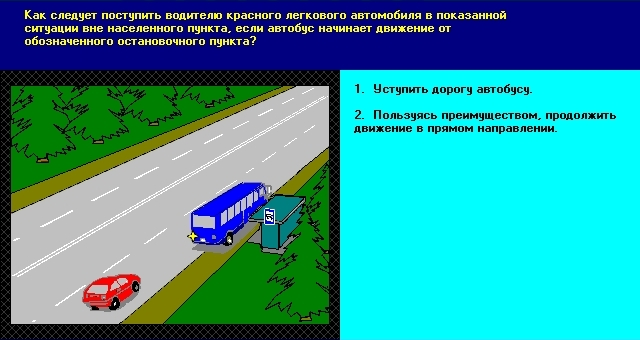 Как следует поступить водителю красного легкового автомобиля в показанной
ситуации вне населенного пункта, если автобус начинает движение от
обозначенного остановочного пункта?
1. Уступить дорогу автобусу.
2. Пользуясь преимуществом, продолжить
движение в прямом направлении.